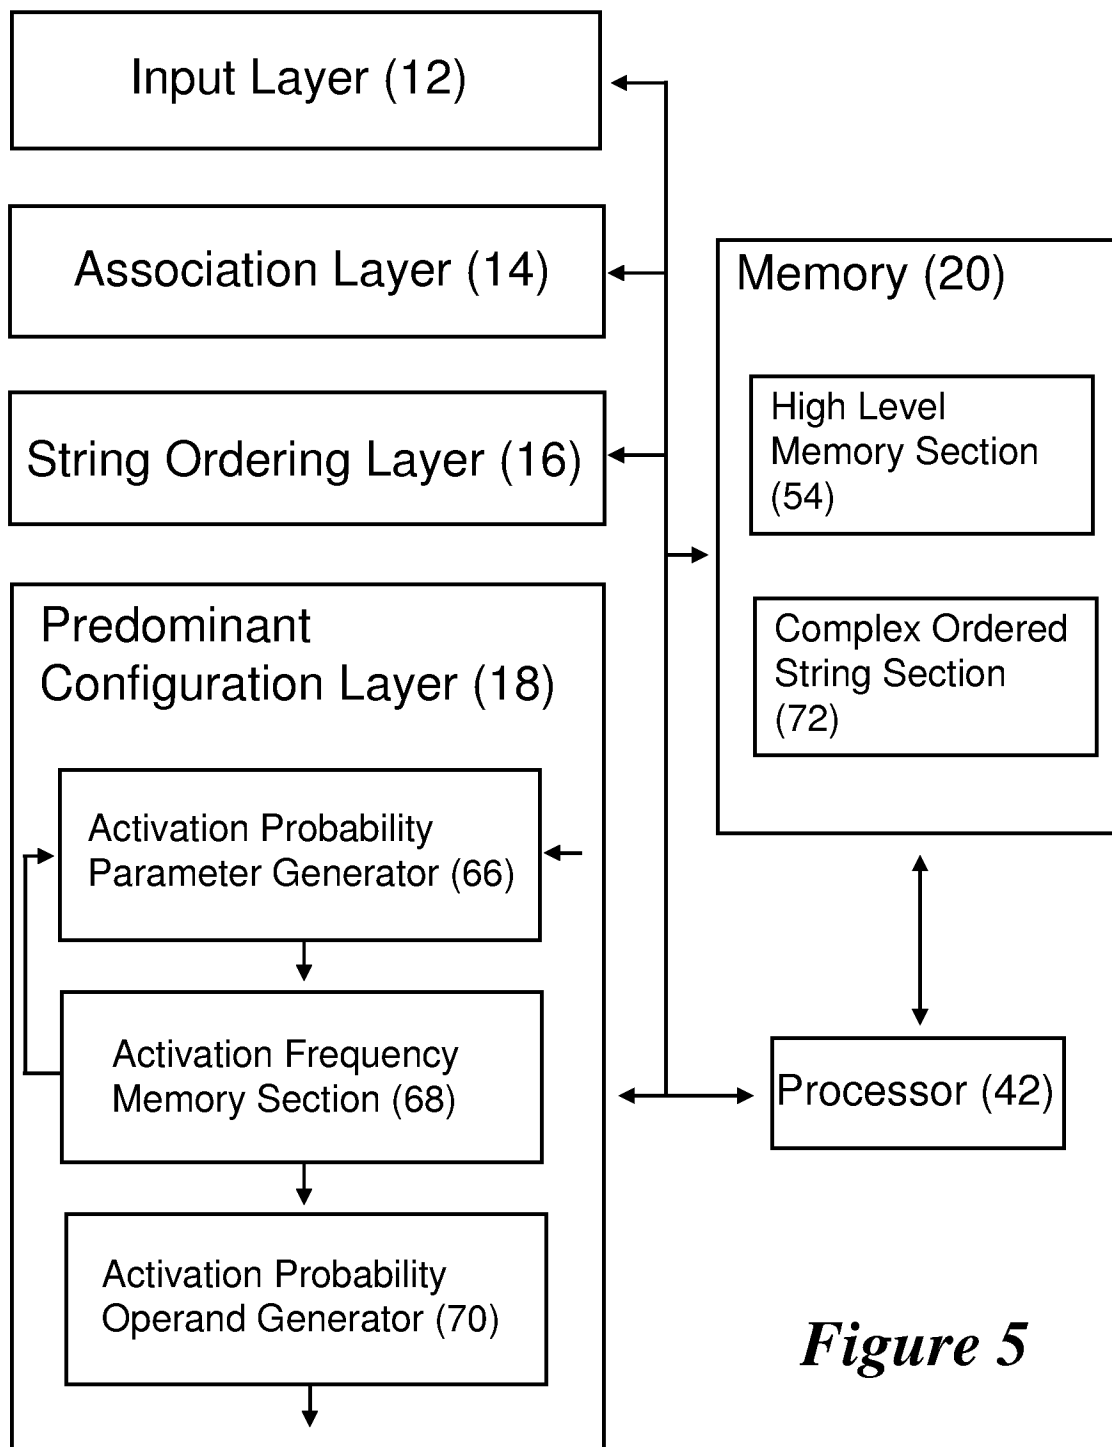 Input Layer (12)
Association Layer (14)
String Ordering Layer (16)
Predominant
Configuration Layer (18)
Activation Probability
Parameter Generator (66)
Activation Frequency
Memory Section (68)
Activation Probability
Operand Generator (70)
Memory (20)
High Level
Memory Section
(54)
Complex Ordered
String Section
(72)
Processor (42)
Figure 5